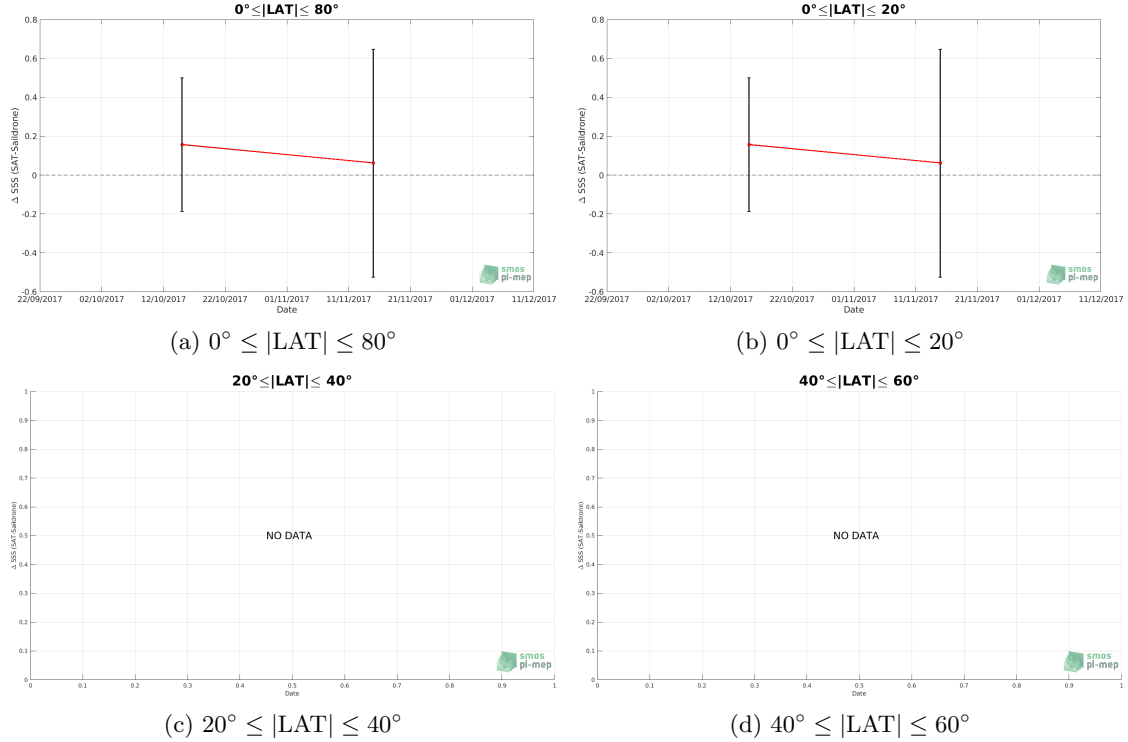 0°≤|LAT|≤ 80°
0.8
0.6
0.4
0.2
0
-0.2
-0.4
-0.6
Δ SSS (SAT-Saildrone)
22/09/2017 02/10/2017 12/10/2017 22/10/2017 01/11/2017 11/11/2017 21/11/2017 01/12/2017 11/12/2017
Date
smos
pi-mep
(a) 0° ≤ |LAT| ≤ 80°
0°≤|LAT|≤ 20°
0.8
0.6
0.4
0.2
0
-0.2
-0.4
-0.6
Δ SSS (SAT-Saildrone)
22/09/2017 02/10/2017 12/10/2017 22/10/2017 01/11/2017 11/11/2017 21/11/2017 01/12/2017 11/12/2017
Date
smos
pi-mep
(b) 0° ≤ |LAT| ≤ 20°
20°≤|LAT|≤ 40°
1
0.9
0.8
0.7
0.6
0.5
0.4
0.3
0.2
0.1
0
Δ SSS (SAT-Saildrone)
NO DATA
0 0.1 0.2 0.3 0.4 0.5 0.6 0.7 0.8 0.9 1
Date
smos
pi-mep
(c) 20° ≤ |LAT| ≤ 40°
40°≤|LAT|≤ 60°
1
0.9
0.8
0.7
0.6
0.5
0.4
0.3
0.2
0.1
0
Δ SSS (SAT-Saildrone)
NO DATA
0 0.1 0.2 0.3 0.4 0.5 0.6 0.7 0.8 0.9 1
Date
smos
pi-mep
(d) 40° ≤ |LAT| ≤ 60°